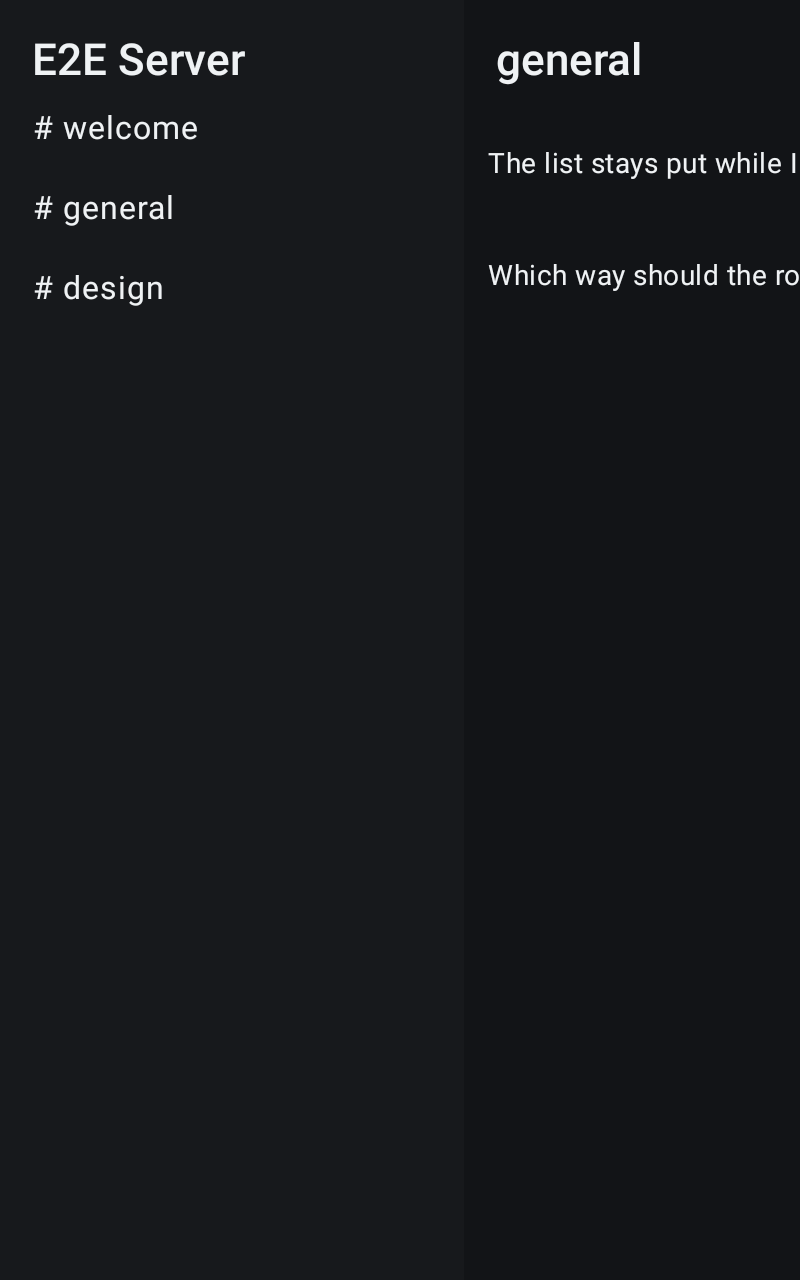 E2E Server
# welcome
# general
# design
general
The list stays put while I
Which way should the ro